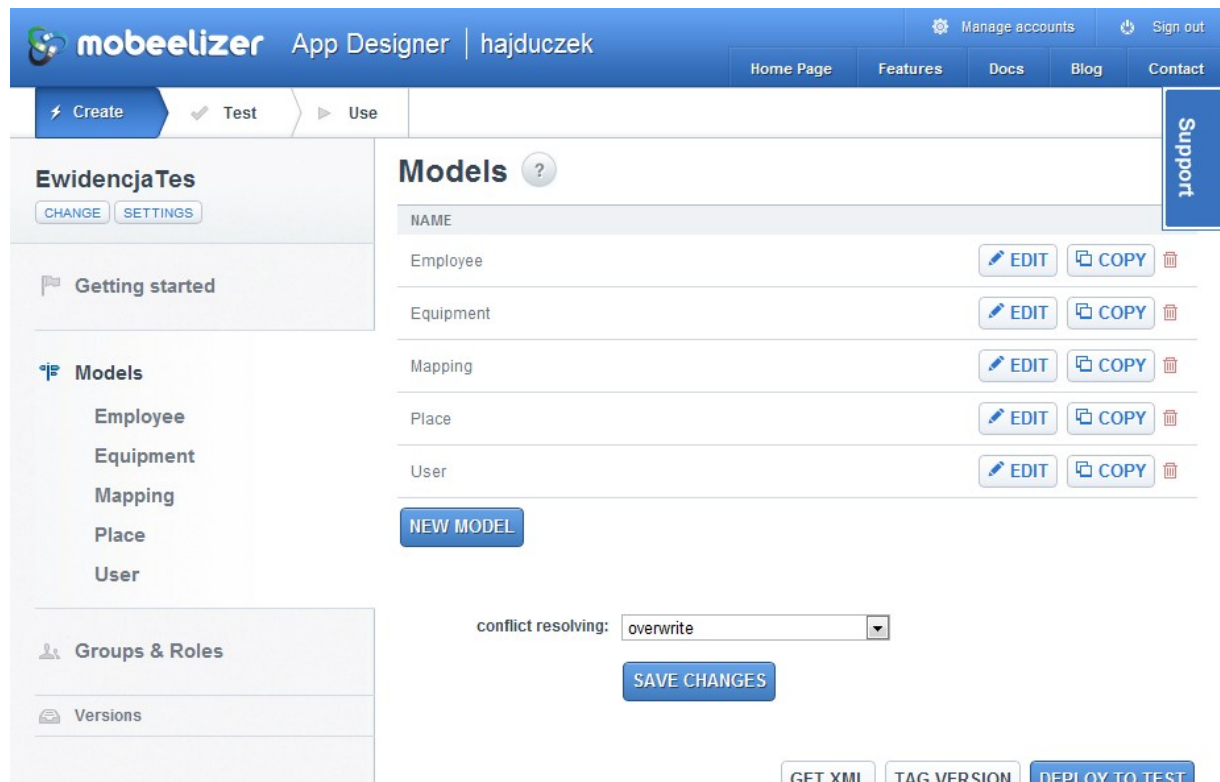 mobeelizer App Designer | hajduczek
Manage accounts Sign out
Home Page Features Docs Blog Contact
Create Test Use
Support
EwidencjaTes
CHANGE SETTINGS
Getting started
Models
Employee
Equipment
Mapping
Place
User
Groups & Roles
Versions
Models ?
NAME
Employee EDIT COPY
Equipment EDIT COPY
Mapping EDIT COPY
Place EDIT COPY
User EDIT COPY
NEW MODEL
conflict resolving: overwrite
SAVE CHANGES
GET XML TAG VERSION DEPLOY TO TEST